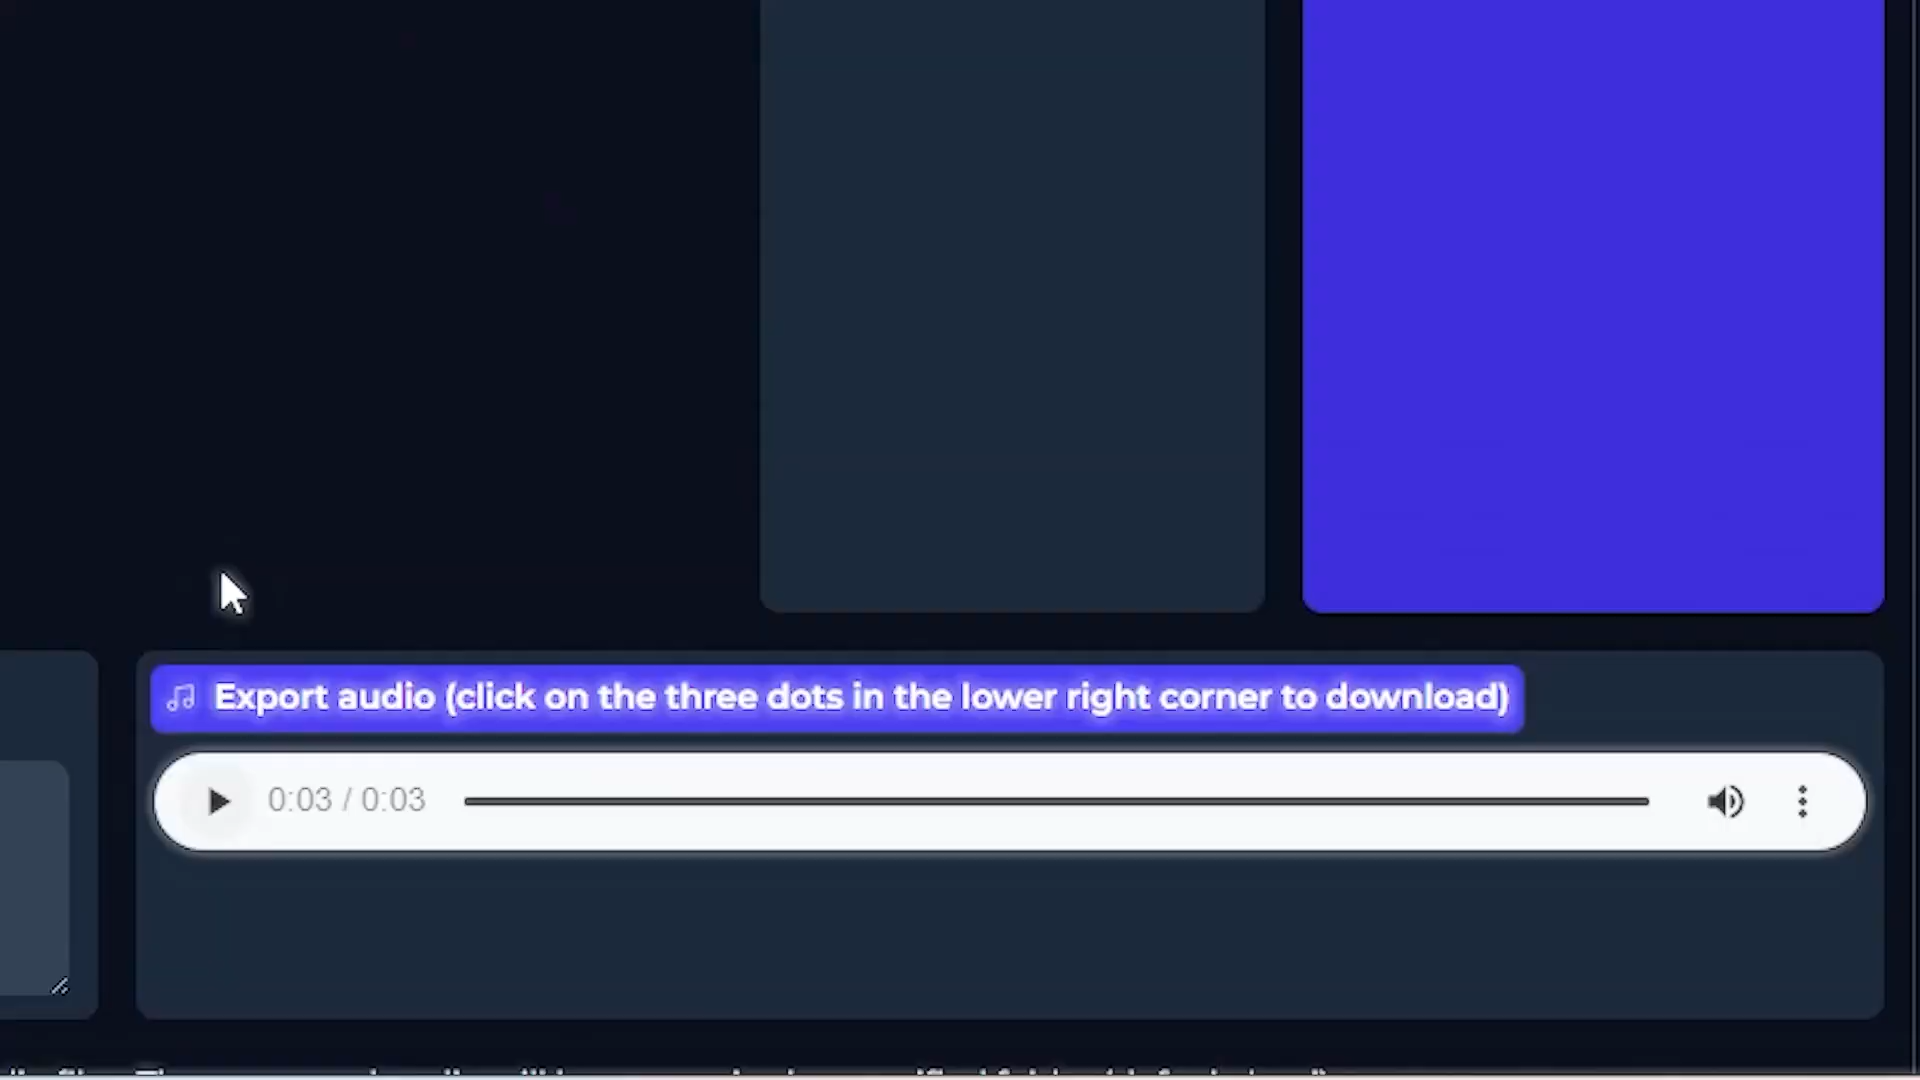 Export audio (click on the three dots in the lower right corner to download)
0:03 / 0:03